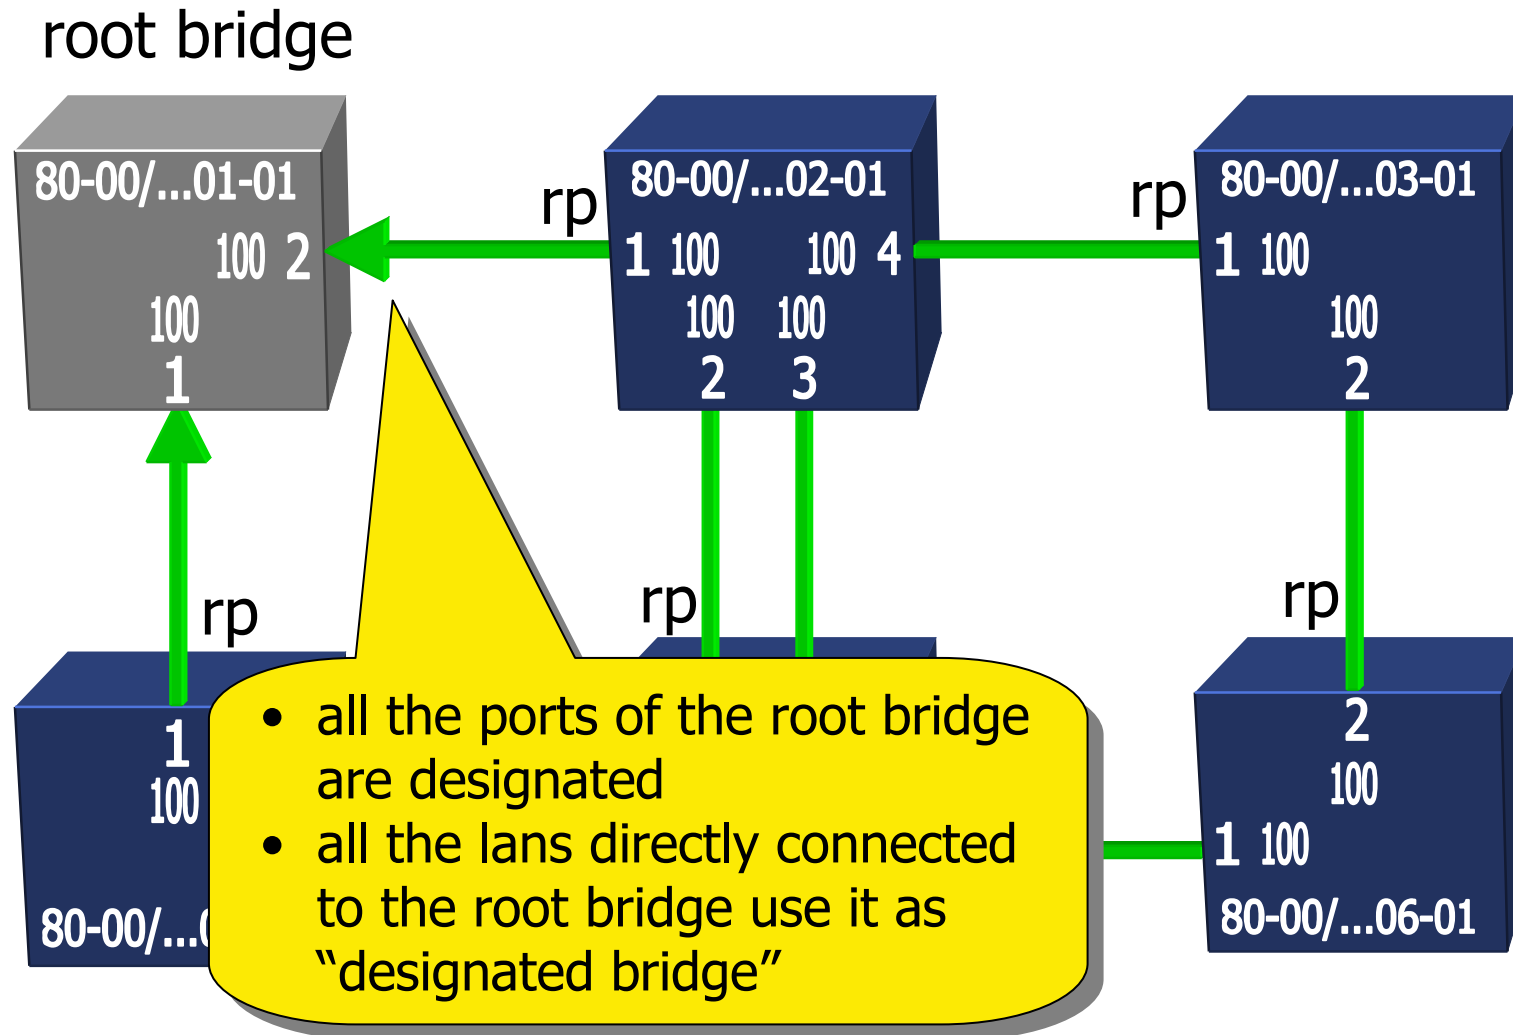 root bridge
80-00/...01-01
100 2
100
1
rp
80-00/...02-01
1 100
100 4
100 100
2 3
rp
80-00/...03-01
1 100
100
2
rp
rp
rp
1
100
80-00/...
• all the ports of the root bridge
are designated
• all the lans directly connected
to the root bridge use it as
“designated bridge”
2
100
1 100
80-00/...06-01